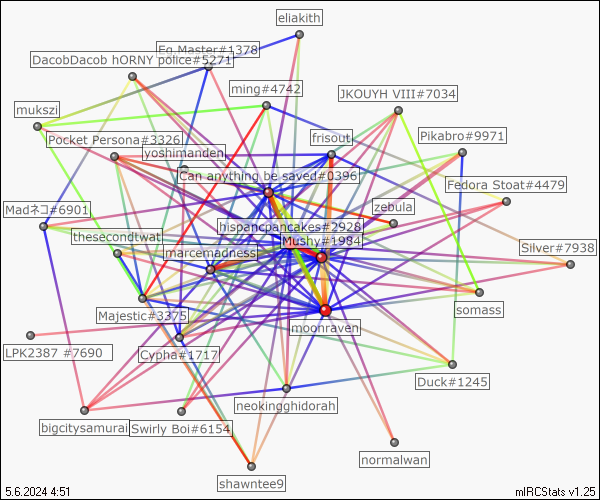 eliakith
Eg.Master#1378
DacobDacob hORNY police#5271
ming#4742
JKOUYH VIII#7034
mukszi
Pocket Persona#3326
yoshimanden
frisout
Pikabro#9971
Can anything be saved#0396
Fedora Stoat#4479
Madネコ#6901
zebula
hispancpancakes#2928
thesecondtwat
Mushy#1984
Silver#7938
marcemadness
Majestic#3375
somass
moonraven
LPK2387 #7690
Cypha#1717
Duck#1245
neokingghidorah
bigcitysamurai
Swirly Boi#6154
normalwan
shawntee9
5.6.2024 4:51
mIRCStats v1.25